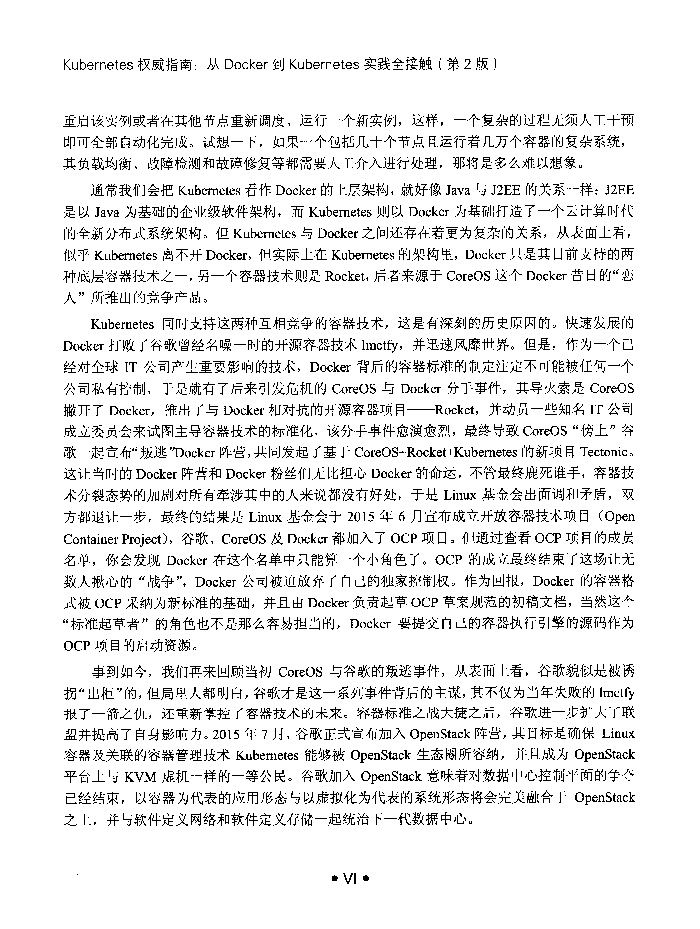 Kubernetes 权威指南：从 Docker 到 Kubernetes 实践全接触（第 2 版）
重启该实例或者在其他节点重新调度、运行一个新实例，这样，一个复杂的过程无须人工干预
即可全部自动化完成。试想一下，如果一个包括几十个节点且运行着几万个容器的复杂系统，
其负载均衡、故障检测和故障修复等都需要人工介入进行处理，那将是多么难以想象。
通常我们会把 Kubernetes 看作 Docker 的上层架构，就好像 Java 与 J2EE 的关系一样：J2EE
是以 Java 为基础的企业级软件架构，而 Kubernetes 则以 Docker 为基础打造了一个云计算时代
的全新分布式系统架构。但 Kubernetes 与 Docker 之间还存在着更为复杂的关系，从表面上看，
似乎 Kubernetes 离不开 Docker，但实际上在 Kubernetes 的架构里，Docker 只是其目前支持的两
种底层容器技术之一，另一个容器技术则是 Rocket，后者来源于 CoreOS 这个 Docker 昔日的“恋
人”所推出的竞争产品。
Kubernetes 同时支持这两种互相竞争的容器技术，这是有深刻的历史原因的。快速发展的
Docker 打败了谷歌曾经名噪一时的开源容器技术 lmctfy，并迅速风靡世界。但是，作为一个已
经对全球 IT 公司产生重要影响的技术，Docker 背后的容器标准的制定注定不可能被任何一个
公司私有控制，于是就有了后来引发危机的 CoreOS 与 Docker 分手事件，其导火索是 CoreOS
撇开了 Docker，推出了与 Docker 相对抗的开源容器项目——Rocket，并动员一些知名 IT 公司
成立委员会来试图主导容器技术的标准化，该分手事件愈演愈烈，最终导致 CoreOS“傍上”谷
歌一起宣布“叛逃”Docker 阵营，共同发起了基于 CoreOS+Rocket+Kubernetes 的新项目 Tectonic。
这让当时的 Docker 阵营和 Docker 粉丝们无比担心 Docker 的命运，不管最终鹿死谁手，容器技
术分裂态势的加剧对所有牵涉其中的人来说都没有好处，于是 Linux 基金会出面调和矛盾，双
方都退让一步，最终的结果是 Linux 基金会于 2015 年 6 月宣布成立开放容器技术项目（Open
Container Project），谷歌、CoreOS 及 Docker 都加入了 OCP 项目。但通过查看 OCP 项目的成员
名单，你会发现 Docker 在这个名单中只能算一个小角色了。OCP 的成立最终结束了这场让无
数人揪心的“战争”，Docker 公司被迫放弃了自己的独家控制权。作为回报，Docker 的容器格
式被 OCP 采纳为新标准的基础，并且由 Docker 负责起草 OCP 草案规范的初稿文档，当然这个
“标准起草者”的角色也不是那么容易担当的，Docker 要提交自己的容器执行引擎的源码作为
OCP 项目的启动资源。
事到如今，我们再来回顾当初 CoreOS 与谷歌的叛逃事件，从表面上看，谷歌貌似是被诱
拐“出柜”的，但局里人都明白，谷歌才是这一系列事件背后的主谋，其不仅为当年失败的 lmctfy
报了一箭之仇，还重新掌控了容器技术的未来。容器标准之战大捷之后，谷歌进一步扩大了联
盟并提高了自身影响力。2015 年 7 月，谷歌正式宣布加入 OpenStack 阵营，其目标是确保 Linux
容器及关联的容器管理技术 Kubernetes 能够被 OpenStack 生态圈所容纳，并且成为 OpenStack
平台上与 KVM 虚机一样的一等公民。谷歌加入 OpenStack 意味着对数据中心控制平面的争夺
已经结束，以容器为代表的应用形态与以虚拟化为代表的系统形态将会完美融合于 OpenStack
之上，并与软件定义网络和软件定义存储一起统治下一代数据中心。
• VI •